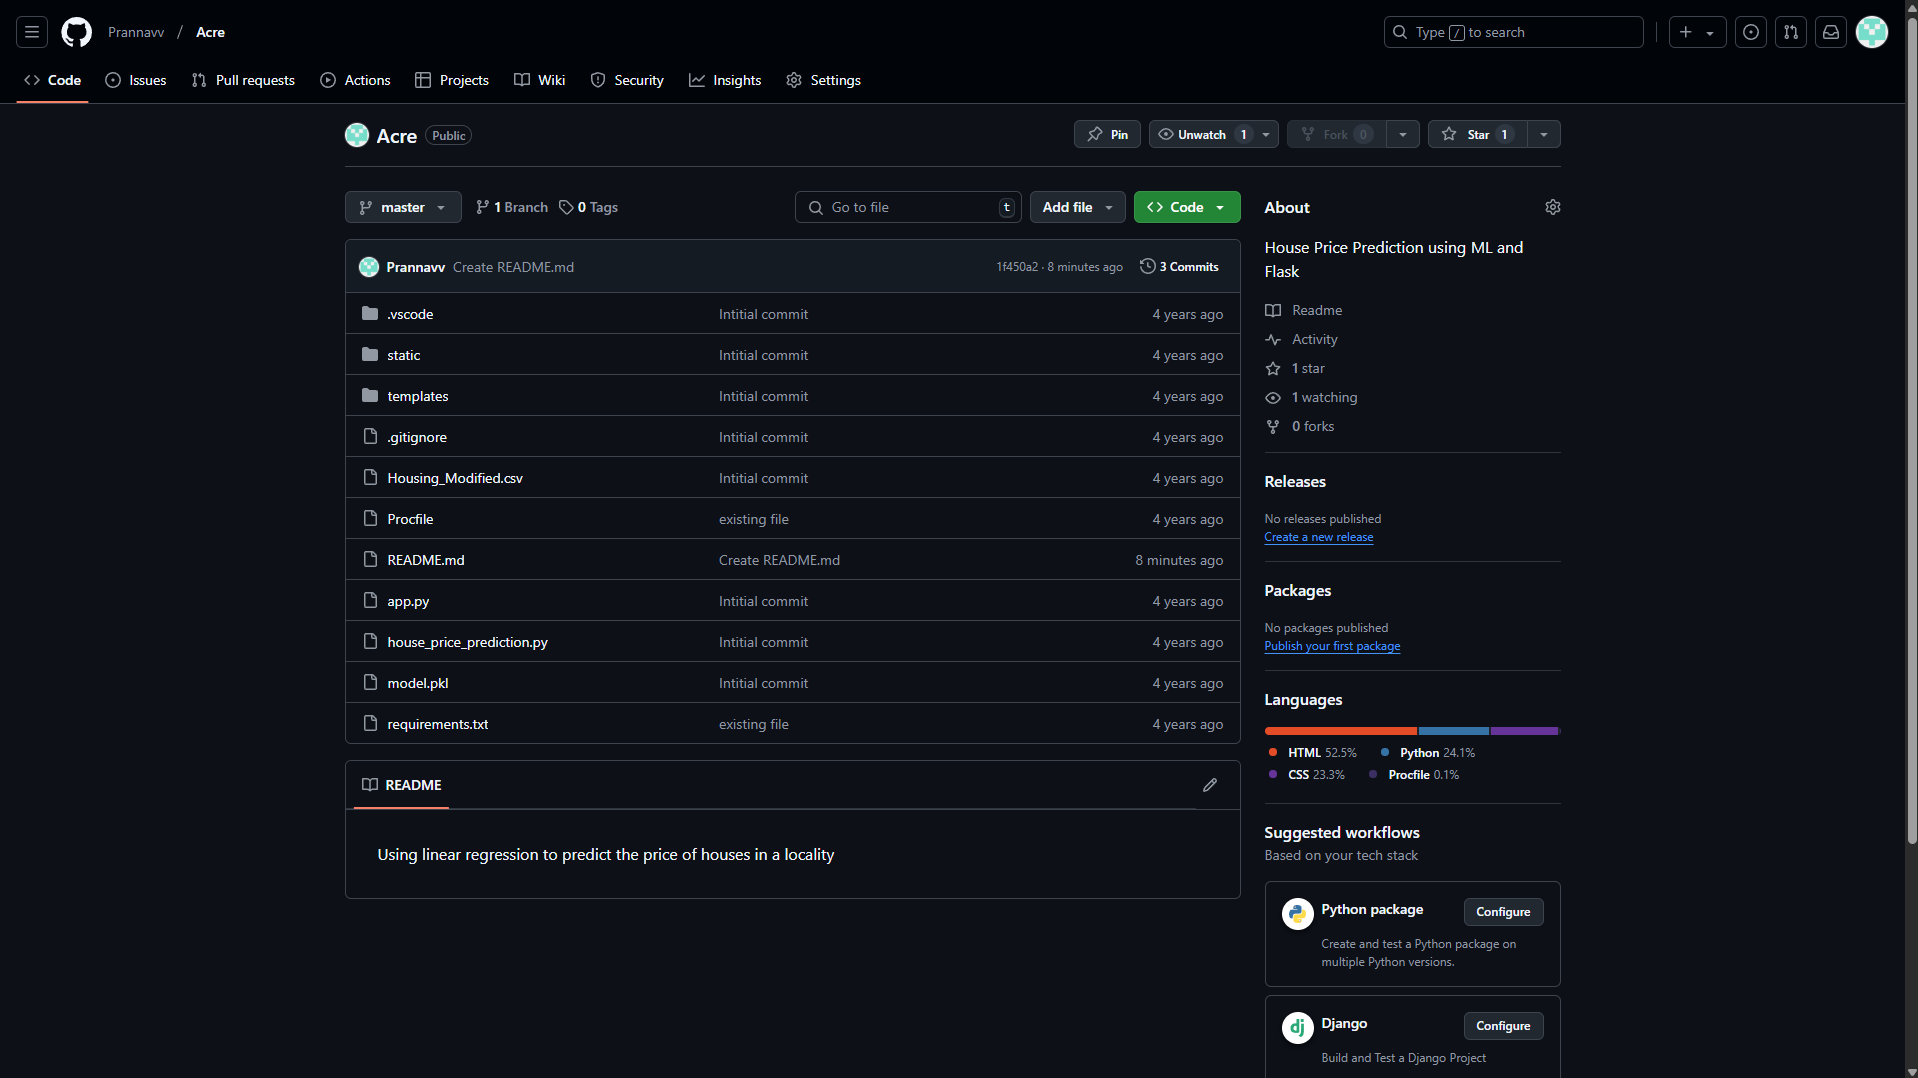 Prannavv / Acre
Type / to search
Code Issues Pull requests Actions Projects Wiki Security Insights Settings
Acre Public
Pin Unwatch 1 Fork 0 Star 1
master 1 Branch 0 Tags
Go to file t Add file Code
Prannavv Create README.md 1f450a2 · 8 minutes ago 3 Commits
.vscode Intitial commit 4 years ago
static Intitial commit 4 years ago
templates Intitial commit 4 years ago
.gitignore Intitial commit 4 years ago
Housing_Modified.csv Intitial commit 4 years ago
Procfile existing file 4 years ago
README.md Create README.md 8 minutes ago
app.py Intitial commit 4 years ago
house_price_prediction.py Intitial commit 4 years ago
model.pkl Intitial commit 4 years ago
requirements.txt existing file 4 years ago
README
Using linear regression to predict the price of houses in a locality
About
House Price Prediction using ML and
Flask
Readme
Activity
1 star
1 watching
0 forks
Releases
No releases published
Create a new release
Packages
No packages published
Publish your first package
Languages
HTML 52.5% Python 24.1%
CSS 23.3% Procfile 0.1%
Suggested workflows
Based on your tech stack
Python package Configure
Create and test a Python package on
multiple Python versions.
dj Django Configure
Build and Test a Django Project